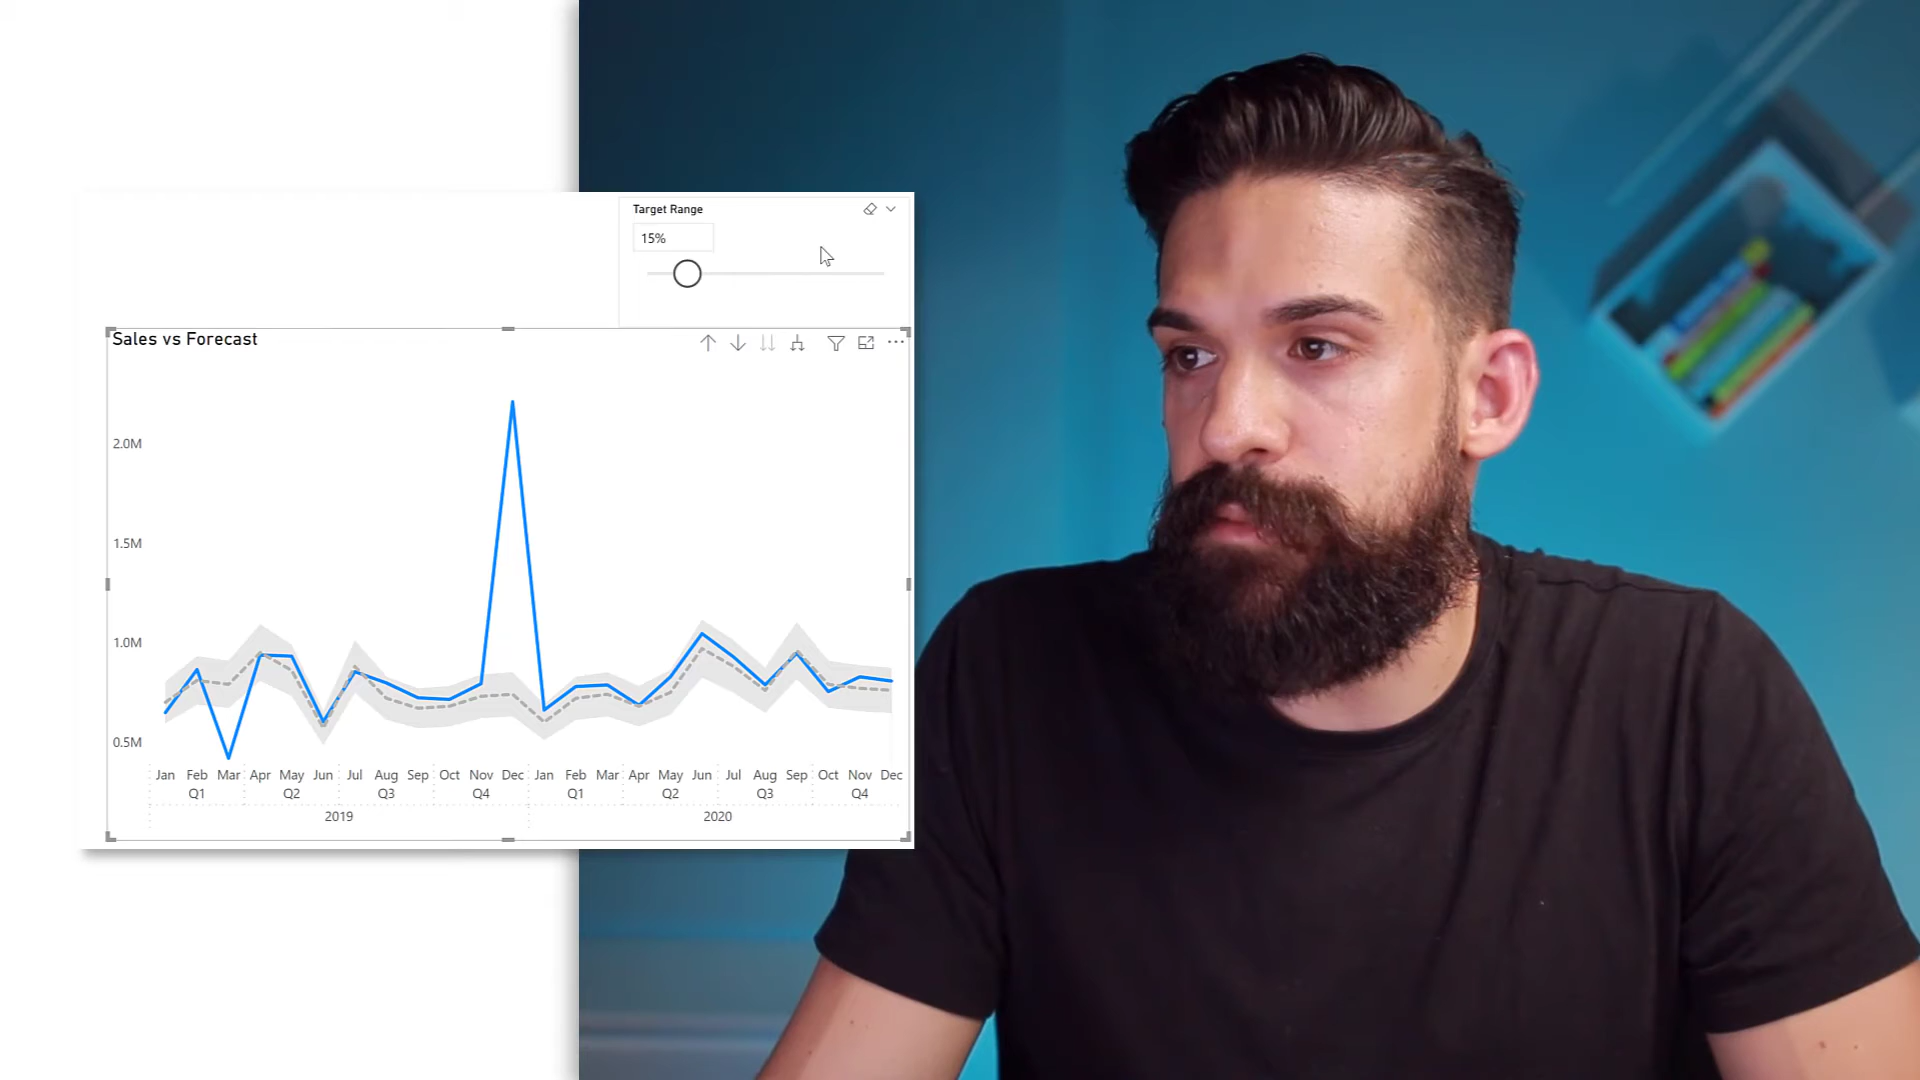 Target Range
15%
Sales vs Forecast
2.0M
1.5M
1.0M
0.5M
Jan Feb Mar Apr May Jun Jul Aug Sep Oct Nov Dec Jan Feb Mar Apr May Jun Jul Aug Sep Oct Nov Dec
Q1 Q2 Q3 Q4 Q1 Q2 Q3 Q4
2019 2020